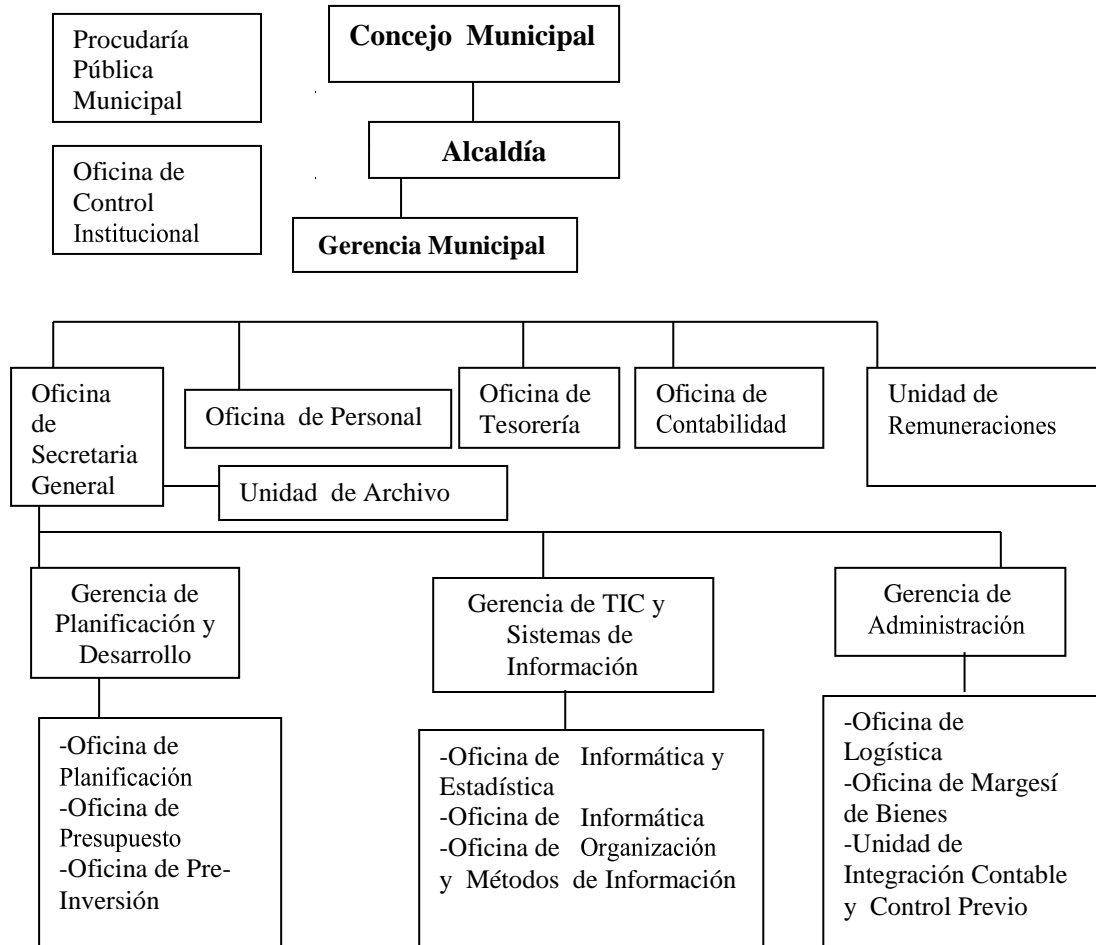 Procudaría
Pública
Municipal
Concejo Municipal
Alcaldía
Oficina de
Control
Institucional
Gerencia Municipal
Oficina
de
Secretaria
General
Oficina de Personal
Oficina de
Tesorería
Oficina de
Contabilidad
Unidad de
Remuneraciones
Unidad de Archivo
Gerencia de
Planificación y
Desarrollo
Gerencia de TIC y
Sistemas de
Información
Gerencia de
Administración
-Oficina de
Planificación
-Oficina de
Presupuesto
-Oficina de Pre-
Inversión
-Oficina de Informática y
Estadística
-Oficina de Informática
-Oficina de Organización
y Métodos de Información
-Oficina de
Logística
-Oficina de Margesí
de Bienes
-Unidad de
Integración Contable
y Control Previo